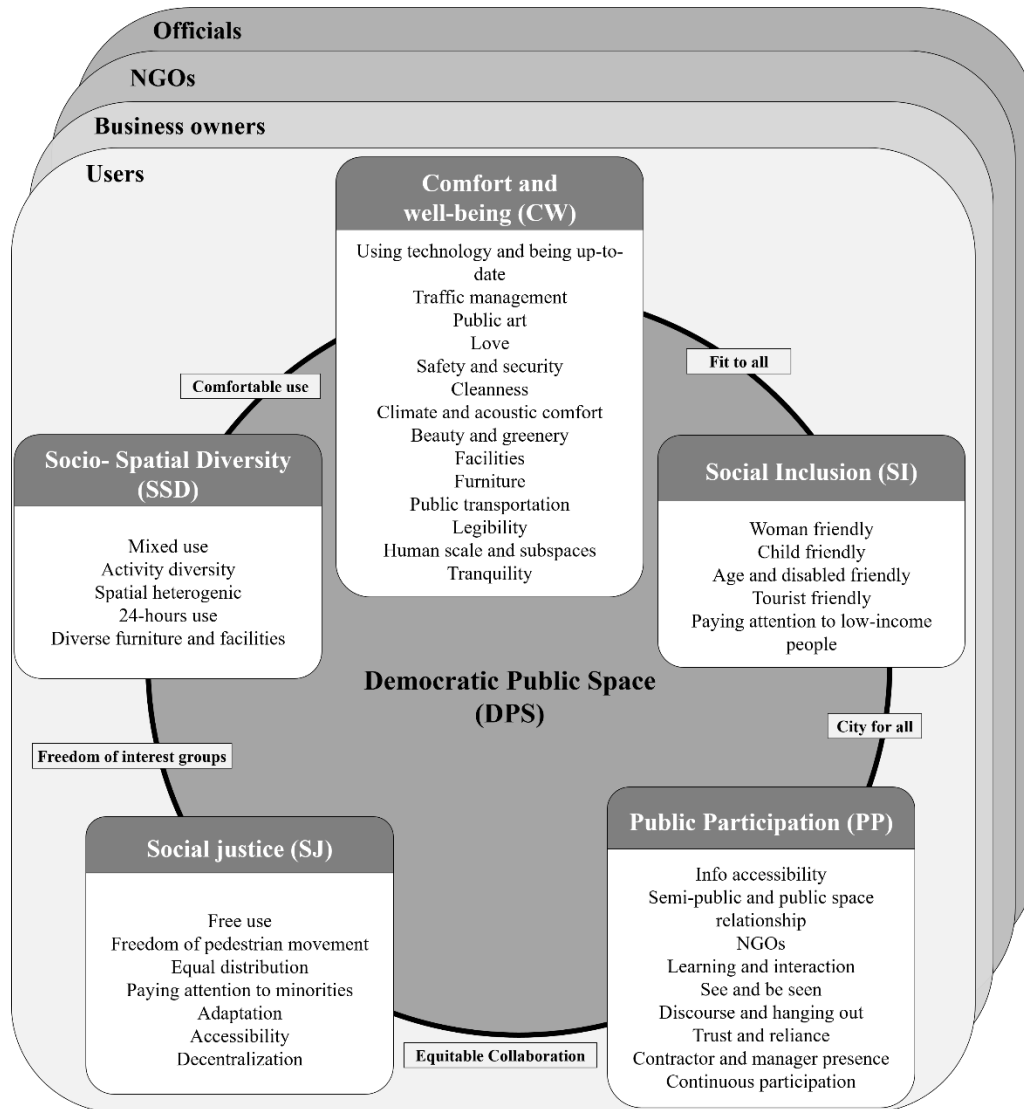 Officials
NGOs
Business owners
Users
Comfort and
well-being (CW)
Using technology and being up-to-
date
Traffic management
Public art
Love
Safety and security
Cleanness
Climate and acoustic comfort
Beauty and greenery
Facilities
Furniture
Public transportation
Legibility
Human scale and subspaces
Tranquility
Comfortable use
Fit to all
Socio- Spatial Diversity
(SSD)
Mixed use
Activity diversity
Spatial heterogenic
24-hours use
Diverse furniture and facilities
Social Inclusion (SI)
Woman friendly
Child friendly
Age and disabled friendly
Tourist friendly
Paying attention to low-income
people
Democratic Public Space
(DPS)
Freedom of interest groups
City for all
Social justice (SJ)
Free use
Freedom of pedestrian movement
Equal distribution
Paying attention to minorities
Adaptation
Accessibility
Decentralization
Public Participation (PP)
Info accessibility
Semi-public and public space
relationship
NGOs
Learning and interaction
See and be seen
Discourse and hanging out
Trust and reliance
Contractor and manager presence
Continuous participation
Equitable Collaboration